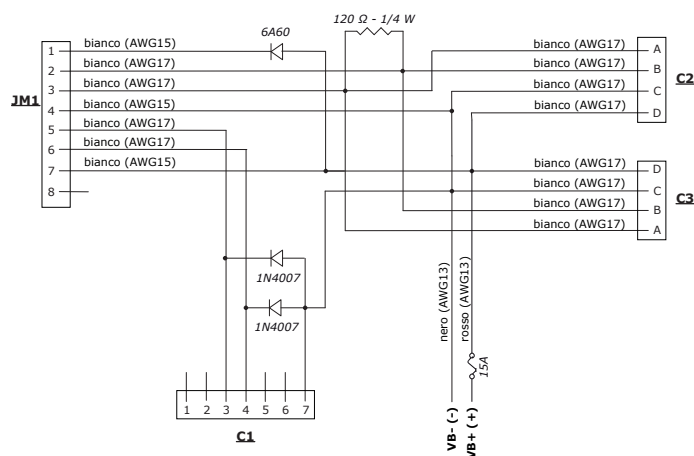 6A60
120 Ω - 1/4 W
JM1
1 bianco (AWG15)
2 bianco (AWG17)
3 bianco (AWG17)
4 bianco (AWG15)
5 bianco (AWG17)
6 bianco (AWG17)
7 bianco (AWG15)
8
bianco (AWG17) A
bianco (AWG17) B
bianco (AWG17) C
bianco (AWG17) D
C2
bianco (AWG17) D
bianco (AWG17) C
bianco (AWG17) B
bianco (AWG17) A
C3
1N4007
1N4007
nero (AWG13)
rosso (AWG13)
15A
VB- (-)
VB+ (+)
1 2 3 4 5 6 7
C1